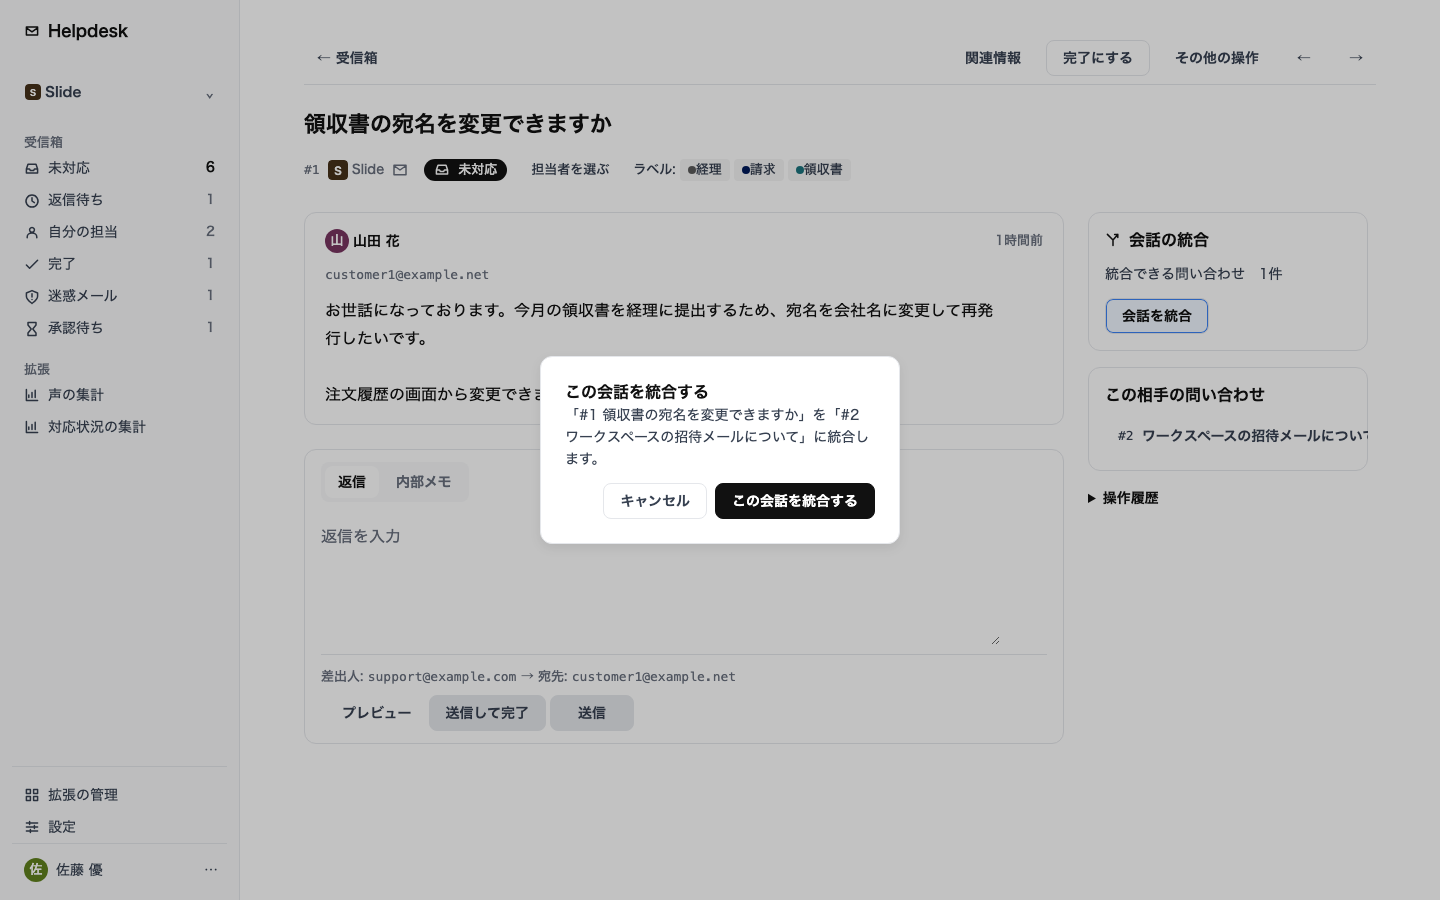 Helpdesk
S Slide
受信箱
未対応 6
返信待ち 1
自分の担当 2
完了 1
迷惑メール 1
承認待ち 1
拡張
声の集計
対応状況の集計
拡張の管理
設定
佐 佐藤 優 …
← 受信箱
関連情報 完了にする その他の操作 ← →
領収書の宛名を変更できますか
#1 S Slide 未対応 担当者を選ぶ ラベル: 経理 請求 領収書
山 山田 花 1時間前
customer1@example.net
お世話になっております。今月の領収書を経理に提出するため、宛名を会社名に変更して再発
行したいです。
注文履歴の画面から変更でき
返信 内部メモ
返信を入力
差出人: support@example.com → 宛先: customer1@example.net
プレビュー 送信して完了 送信
会話の統合
統合できる問い合わせ 1件
会話を統合
この相手の問い合わせ
#2 ワークスペースの招待メールについ
▶ 操作履歴
この会話を統合する
「#1 領収書の宛名を変更できますか」を「#2
ワークスペースの招待メールについて」に統合し
ます。
キャンセル この会話を統合する